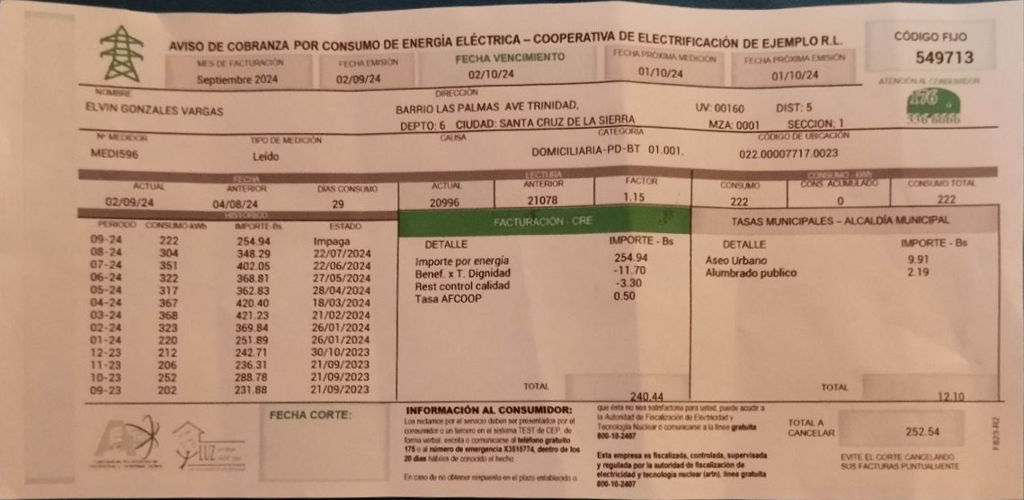 AVISO DE COBRANZA POR CONSUMO DE ENERGÍA ELÉCTRICA – COOPERATIVA DE ELECTRIFICACIÓN DE EJEMPLO R.L.
CÓDIGO FIJO
549713
MES DE FACTURACIÓN FECHA EMISIÓN FECHA VENCIMIENTO FECHA PRÓXIMA MEDICIÓN FECHA PRÓXIMA EMISIÓN
Septiembre 2024 02/09/24 02/10/24 01/10/24 01/10/24
ATENCIÓN AL CONSUMIDOR
176
NOMBRE DIRECCIÓN
ELVIN GONZALES VARGAS BARRIO LAS PALMAS AVE TRINIDAD, UV: 00160 DIST: 5
DEPTO: 6 CIUDAD: SANTA CRUZ DE LA SIERRA MZA: 0001 SECCION: 1
Nº MEDIDOR TIPO DE MEDICIÓN CAUSA CATEGORÍA CÓDIGO DE UBICACIÓN
MEDI596 Leído DOMICILIARIA-PD-BT 01.001. 022.00007717.0023
FECHA LECTURA CONSUMO - kWh
ACTUAL ANTERIOR DÍAS CONSUMO ACTUAL ANTERIOR FACTOR CONSUMO CONS. ACUMULADO CONSUMO TOTAL
02/09/24 04/08/24 29 20996 21078 1.15 222 0 222
HISTÓRICO
PERIODO CONSUMO-kWh IMPORTE-Bs ESTADO
09-24 222 254.94 Impaga
08-24 304 348.29 22/07/2024
07-24 351 402.05 22/06/2024
06-24 322 368.81 27/05/2024
05-24 317 362.83 28/04/2024
04-24 367 420.40 18/03/2024
03-24 368 421.23 21/02/2024
02-24 323 369.84 26/01/2024
01-24 220 251.89 26/01/2024
12-23 212 242.71 30/10/2023
11-23 206 236.31 21/09/2023
10-23 252 288.78 21/09/2023
09-23 202 231.88 21/09/2023
FACTURACIÓN - CRE
DETALLE IMPORTE - Bs
Importe por energía 254.94
Benef. x T. Dignidad -11.70
Rest control calidad -3.30
Tasa AFCOOP 0.50
TOTAL 240.44
TASAS MUNICIPALES – ALCALDÍA MUNICIPAL
DETALLE IMPORTE - Bs
Aseo Urbano 9.91
Alumbrado publico 2.19
TOTAL 12.10
FECHA CORTE:
INFORMACIÓN AL CONSUMIDOR:
Los reclamos por el servicio deben ser presentados por el
consumidor o un tercero en el sistema TEST de CEP, de
forma verbal, escrita o comunicarse al teléfono gratuito
176 o al número de emergencia X3515774, dentro de los
20 días hábiles de conocido el hecho
En caso de no obtener respuesta en el plazo establecido o
que ésta no sea satisfactoria para usted, puede acudir a
la Autoridad de Fiscalización de Electricidad y
Tecnología Nuclear o comunicarse a la línea gratuita
800-10-2407
Esta empresa es fiscalizada, controlada, supervisada
y regulada por la autoridad de fiscalización de
electricidad y tecnología nuclear (aetn), línea gratuita
800-10-2407
TOTAL A
CANCELAR 252.54
EVITE EL CORTE CANCELANDO
SUS FACTURAS PUNTUALMENTE
F823-R2
LUZ